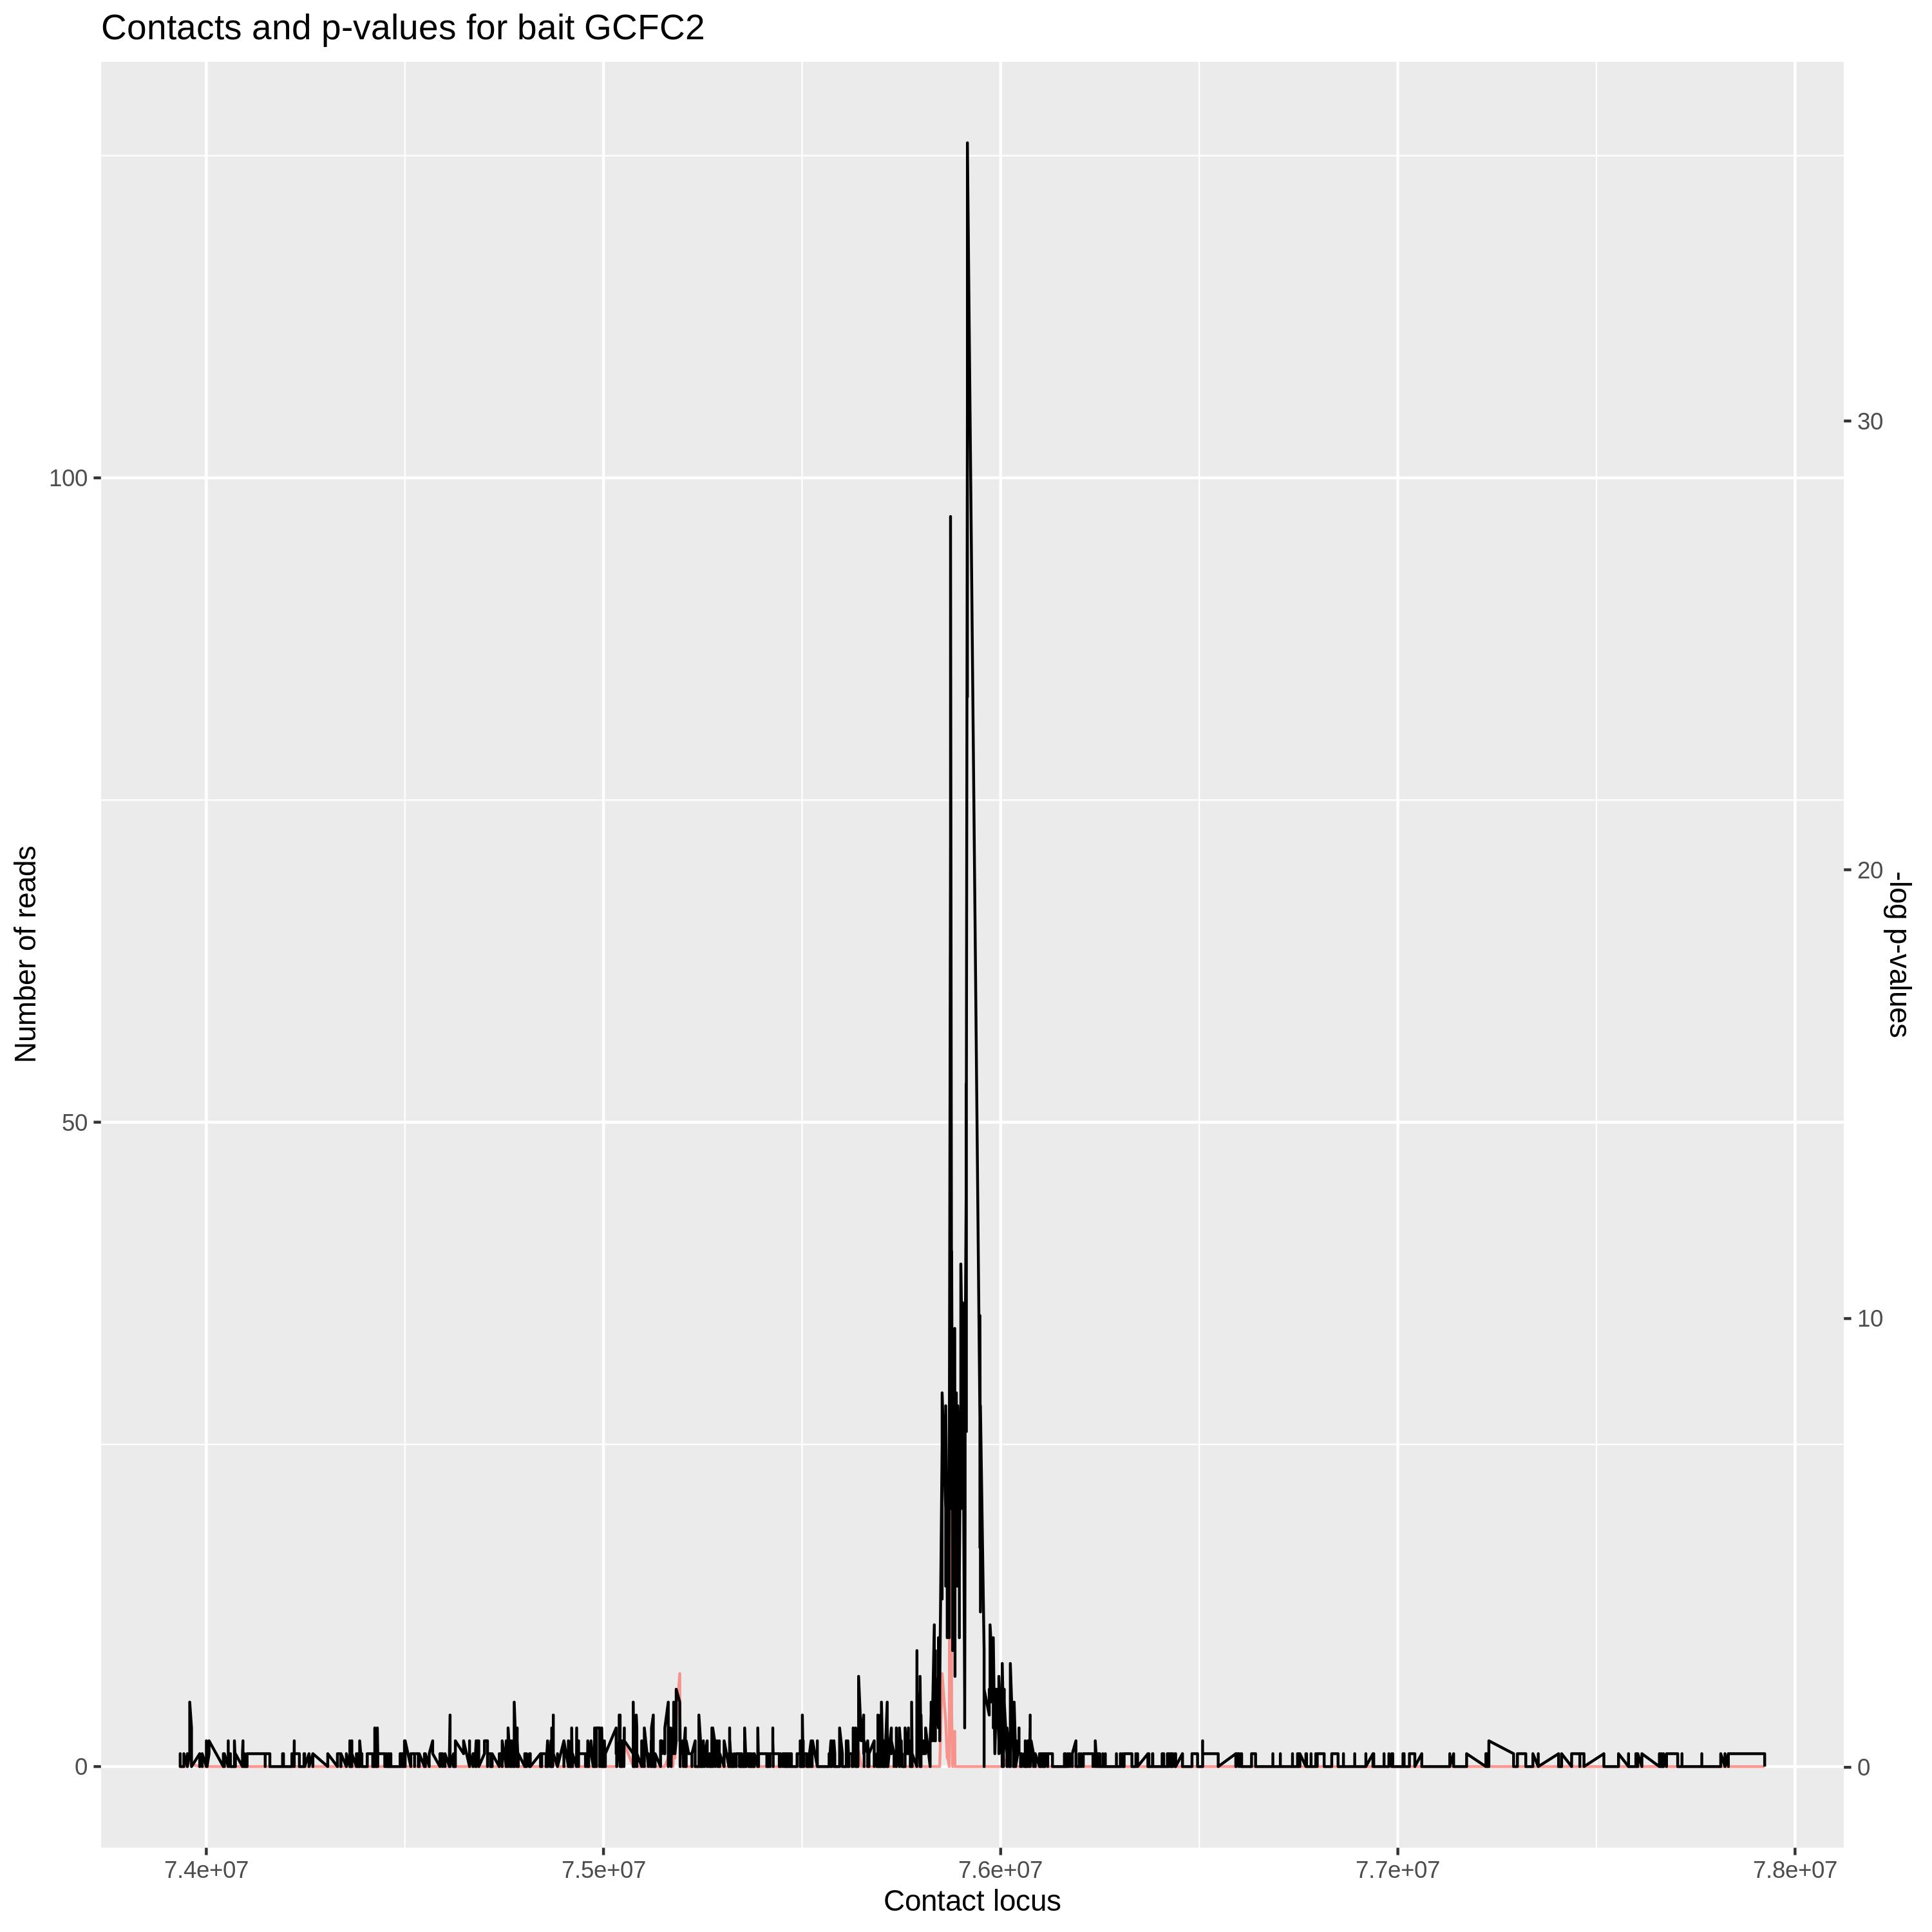 Contacts and p-values for bait GCFC2
Number of reads
100
50
0
30
20
10
0
-log p-values
7.4e+07
7.5e+07
7.6e+07
7.7e+07
7.8e+07
Contact locus